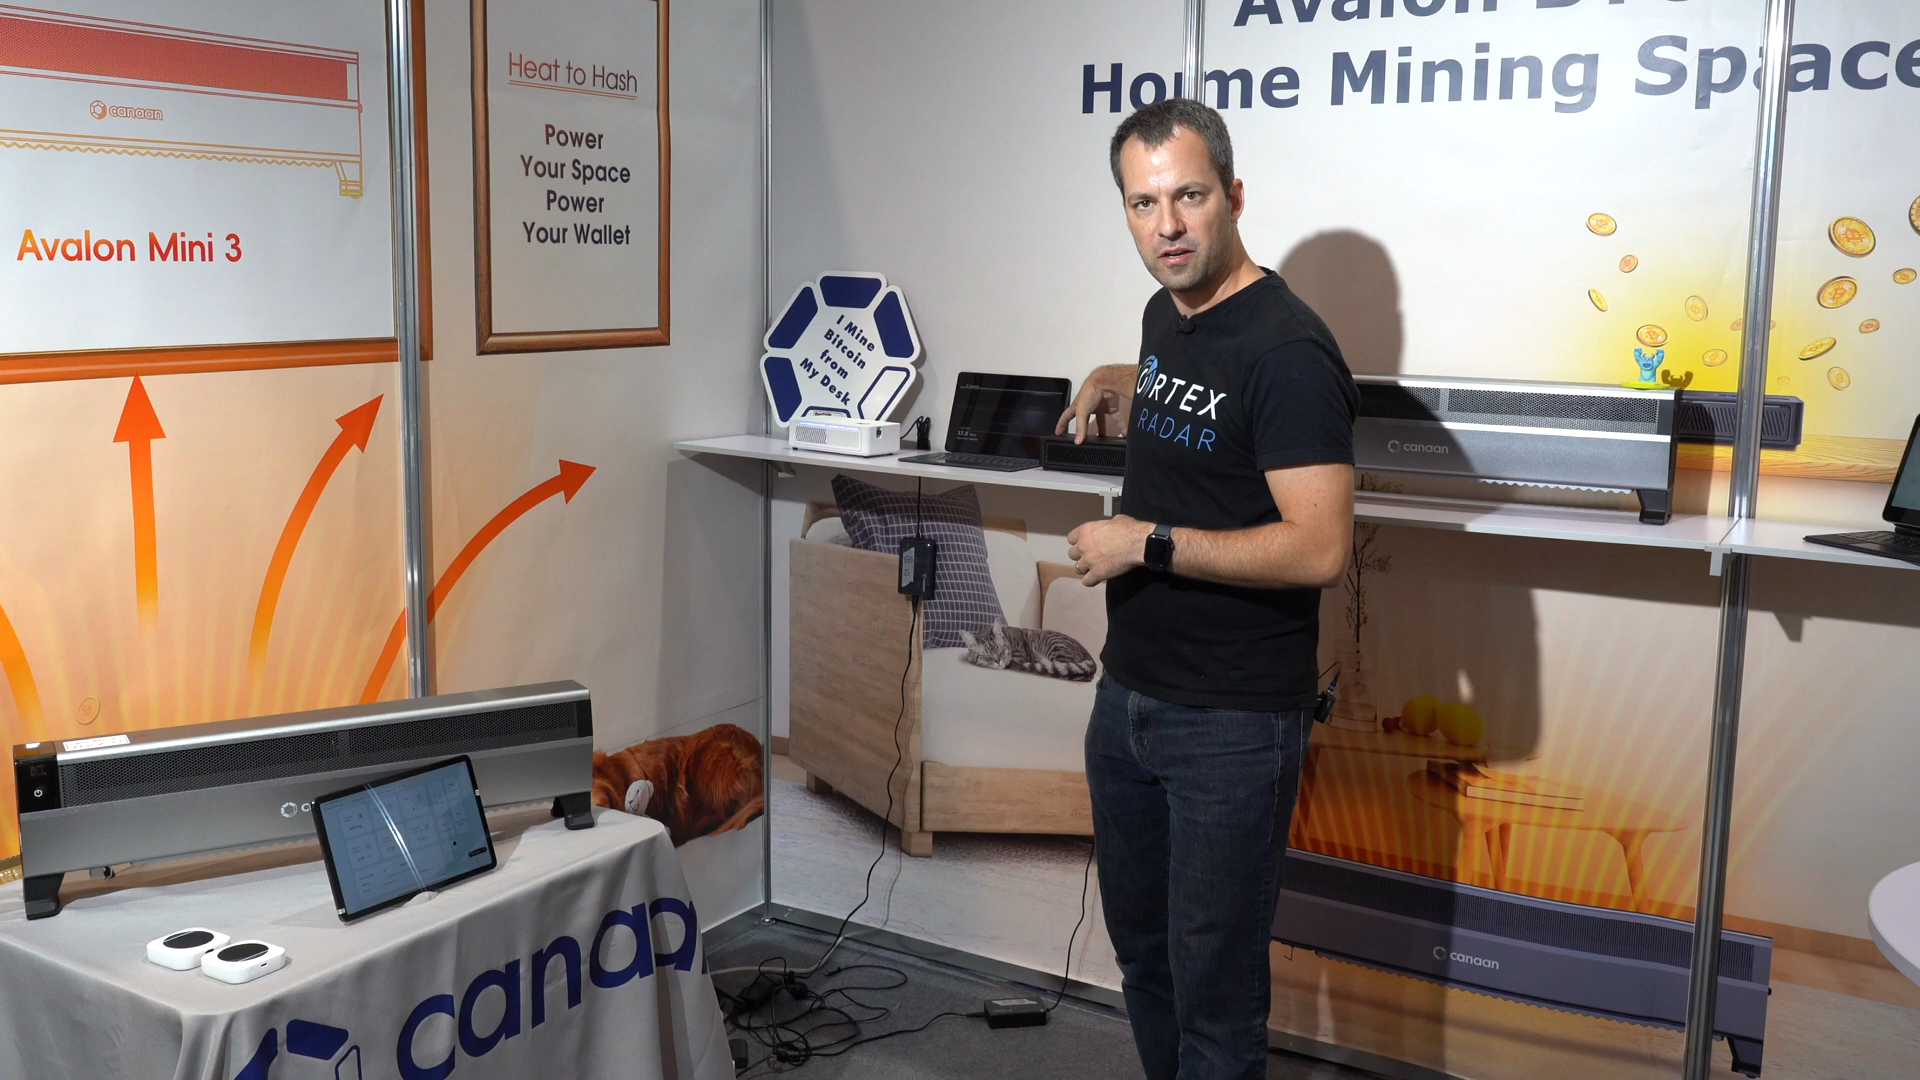 canaan
Avalon Mini 3
Heat to Hash
Power
Your Space
Power
Your Wallet
Home Mining Space
I Mine
Bitcoin
from
My Desk
RTEX
RADAR
canaan
canaan
canaan